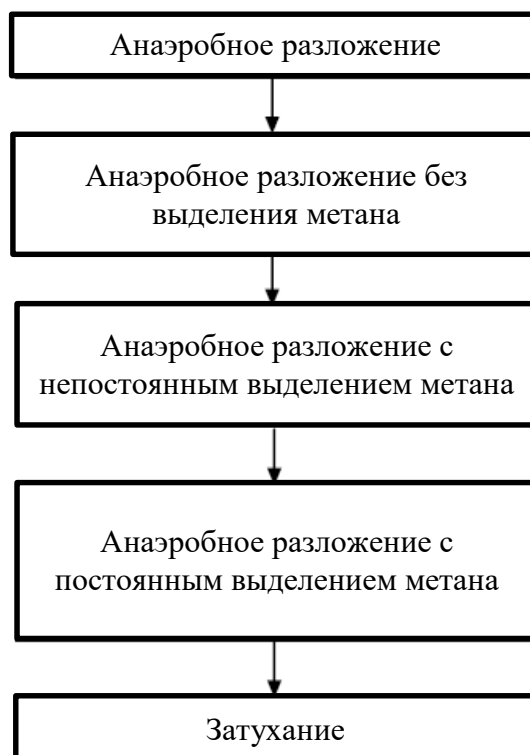 Анаэробное разложение
Анаэробное разложение без
выделения метана
Анаэробное разложение с
непостоянным выделением метана
Анаэробное разложение с
постоянным выделением метана
Затухание